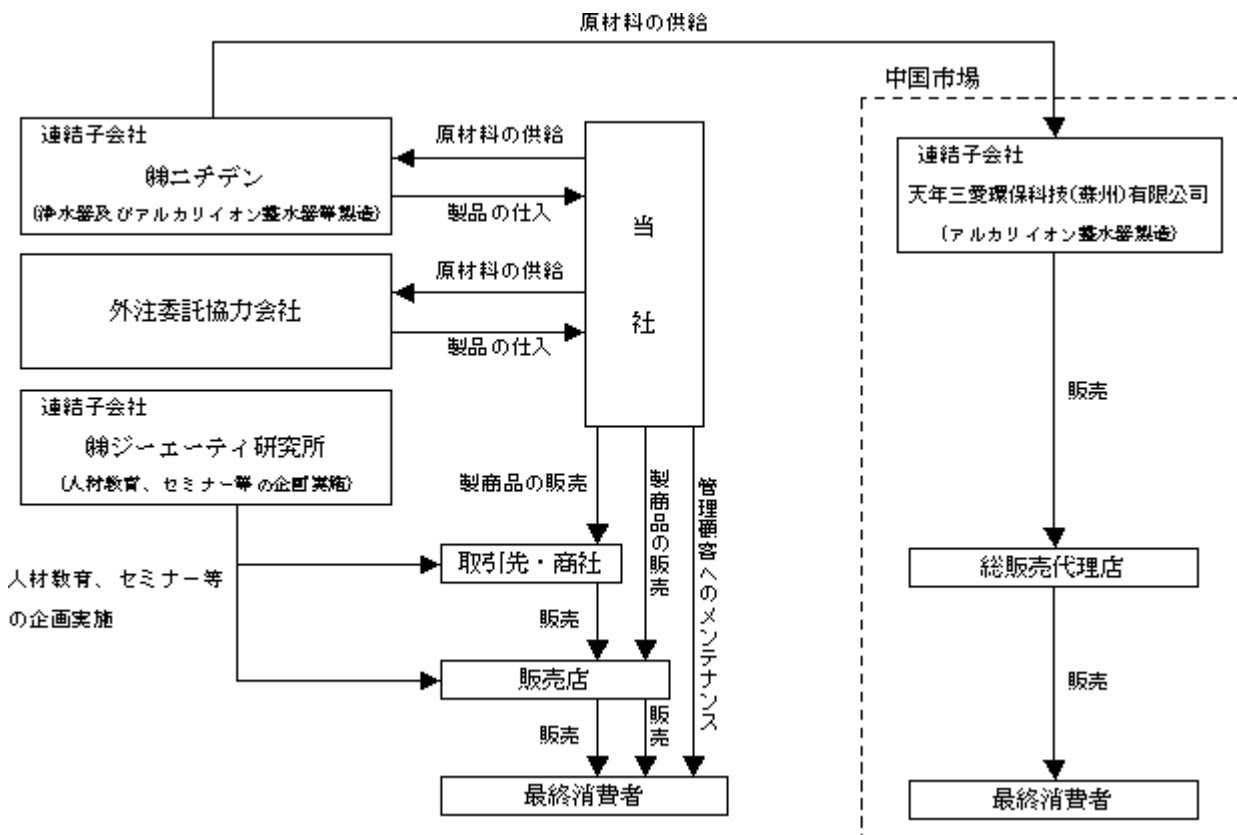 原材料の供給
中国市場
連結子会社
㈱ニチデン
(浄水器及びアルカリイオン整水器等製造)
原材料の供給
製品の仕入
当
社
連結子会社
天年三愛環保科技(蘇州)有限公司
(アルカリイオン整水器製造)
外注委託協力会社
原材料の供給
製品の仕入
連結子会社
㈱ジーエーティ研究所
(人材教育、セミナー等の企画実施)
製商品の販売
製商品の販売
管理顧客へのメンテナンス
販売
人材教育、セミナー等
の企画実施
取引先・商社
販売
総販売代理店
販売店
販売
販売
販売
最終消費者
最終消費者